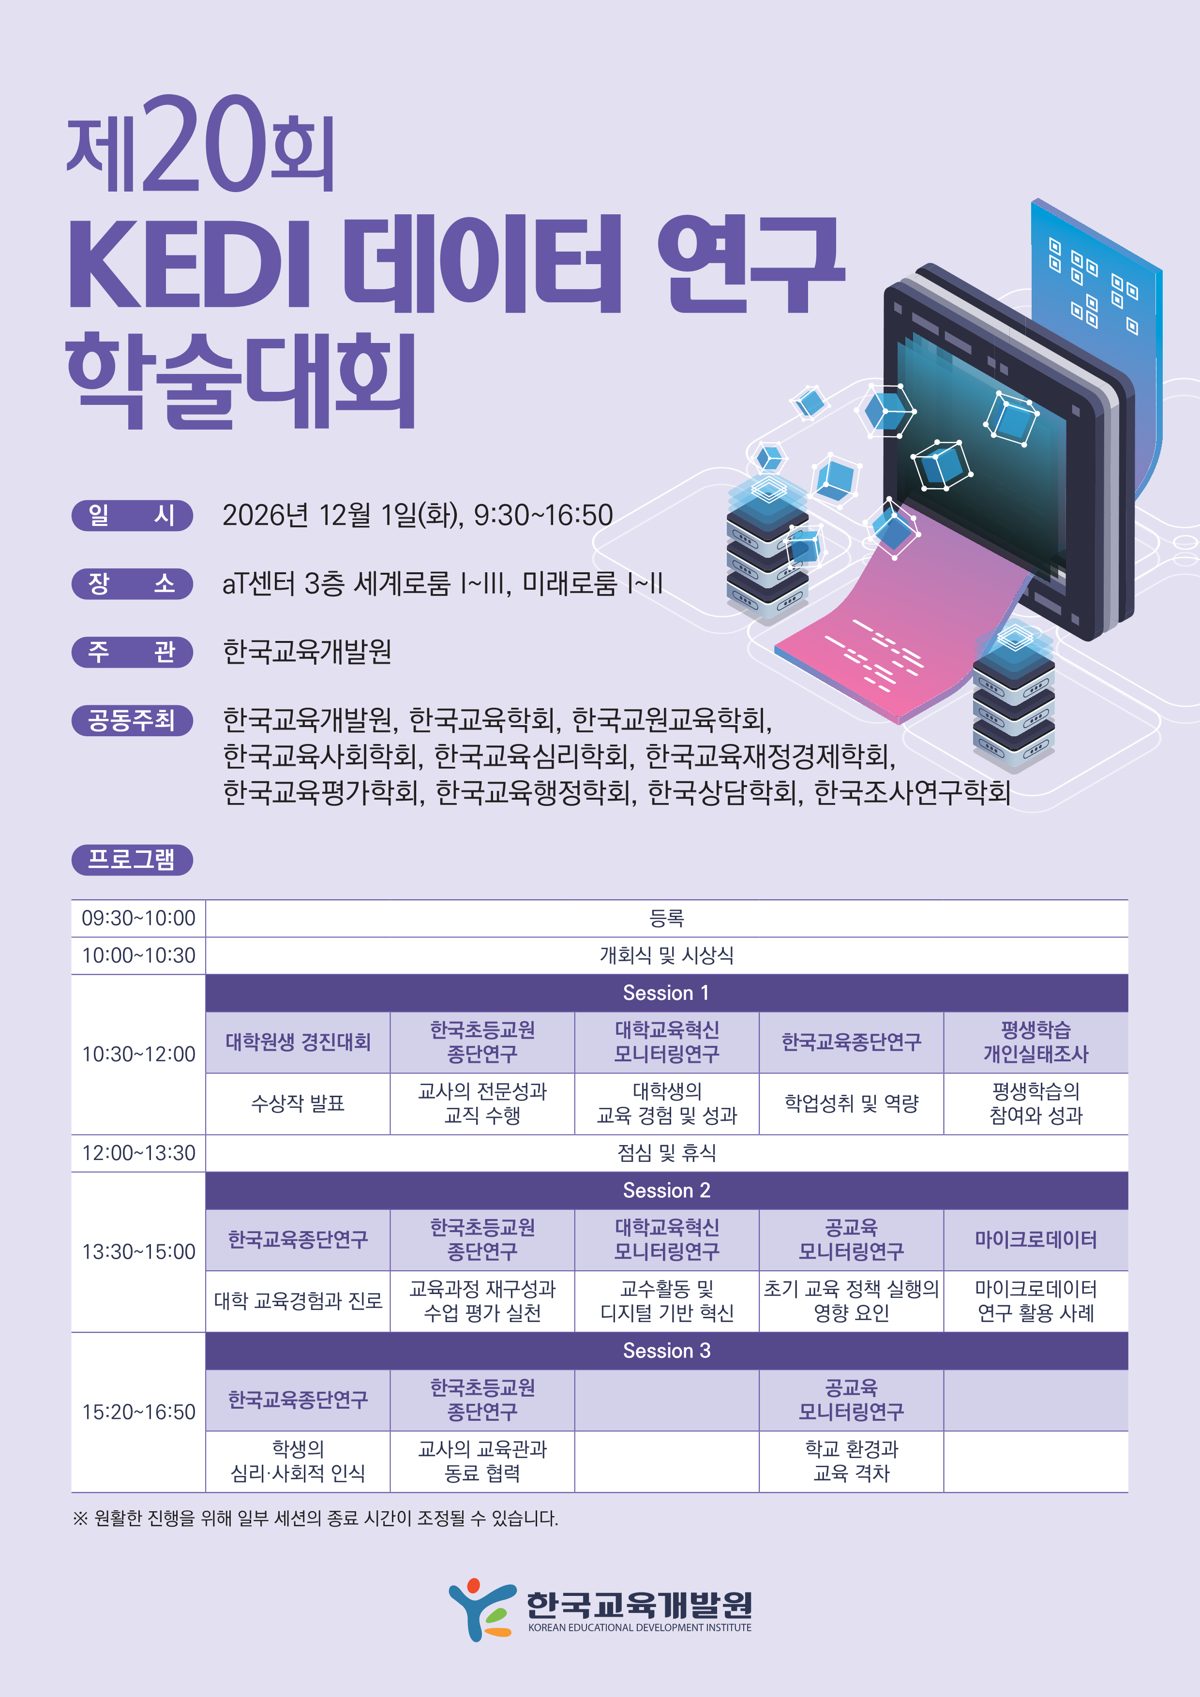 제20회
KEDI 데이터 연구
학술대회
일 시 2026년 12월 1일(화), 9:30~16:50
장 소 aT센터 3층 세계로룸 I~III, 미래로룸 I~II
주 관 한국교육개발원
공동주최 한국교육개발원, 한국교육학회, 한국교원교육학회,
한국교육사회학회, 한국교육심리학회, 한국교육재정경제학회,
한국교육평가학회, 한국교육행정학회, 한국상담학회, 한국조사연구학회
프로그램
09:30~10:00 등록
10:00~10:30 개회식 및 시상식
10:30~12:00
Session 1
대학원생 경진대회
한국초등교원
종단연구
대학교육혁신
모니터링연구
한국교육종단연구
평생학습
개인실태조사
수상작 발표
교사의 전문성과
교직 수행
대학생의
교육 경험 및 성과
학업성취 및 역량
평생학습의
참여와 성과
12:00~13:30 점심 및 휴식
13:30~15:00
Session 2
한국교육종단연구
한국초등교원
종단연구
대학교육혁신
모니터링연구
공교육
모니터링연구
마이크로데이터
대학 교육경험과 진로
교육과정 재구성과
수업 평가 실천
교수활동 및
디지털 기반 혁신
초기 교육 정책 실행의
영향 요인
마이크로데이터
연구 활용 사례
15:20~16:50
Session 3
한국교육종단연구
한국초등교원
종단연구
공교육
모니터링연구
학생의
심리·사회적 인식
교사의 교육관과
동료 협력
학교 환경과
교육 격차
※ 원활한 진행을 위해 일부 세션의 종료 시간이 조정될 수 있습니다.
한국교육개발원
KOREAN EDUCATIONAL DEVELOPMENT INSTITUTE